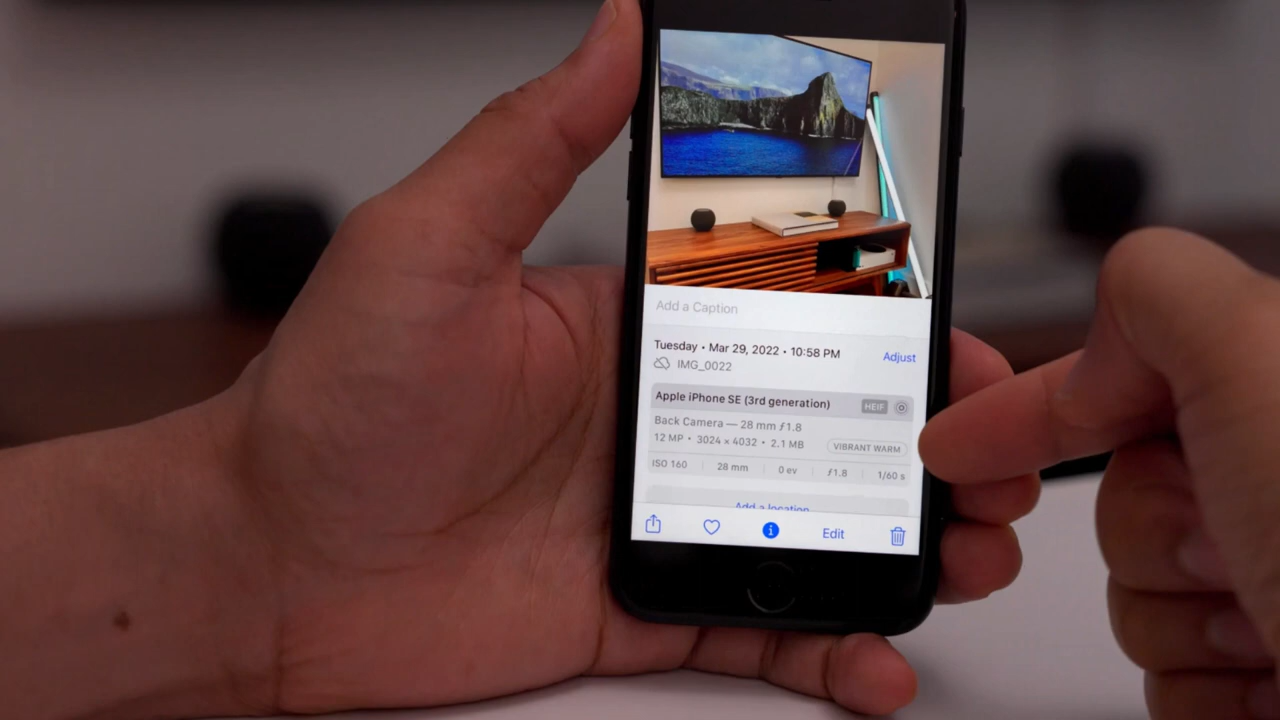 Add a Caption
Tuesday • Mar 29, 2022 • 10:58 PM
Adjust
IMG_0022
Apple iPhone SE (3rd generation)
HEIF
Back Camera — 28 mm ƒ1.8
12 MP • 3024 × 4032 • 2.1 MB
VIBRANT WARM
ISO 160 28 mm 0 ev ƒ1.8 1/60 s
Add a location
Edit